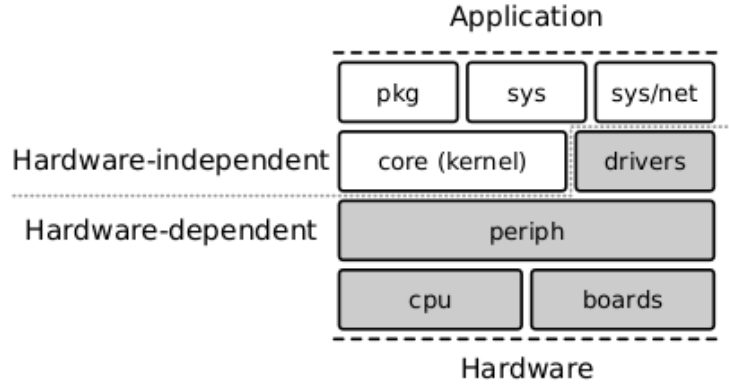 Application
pkg sys sys/net
Hardware-independent core (kernel) drivers
Hardware-dependent periph
cpu boards
Hardware